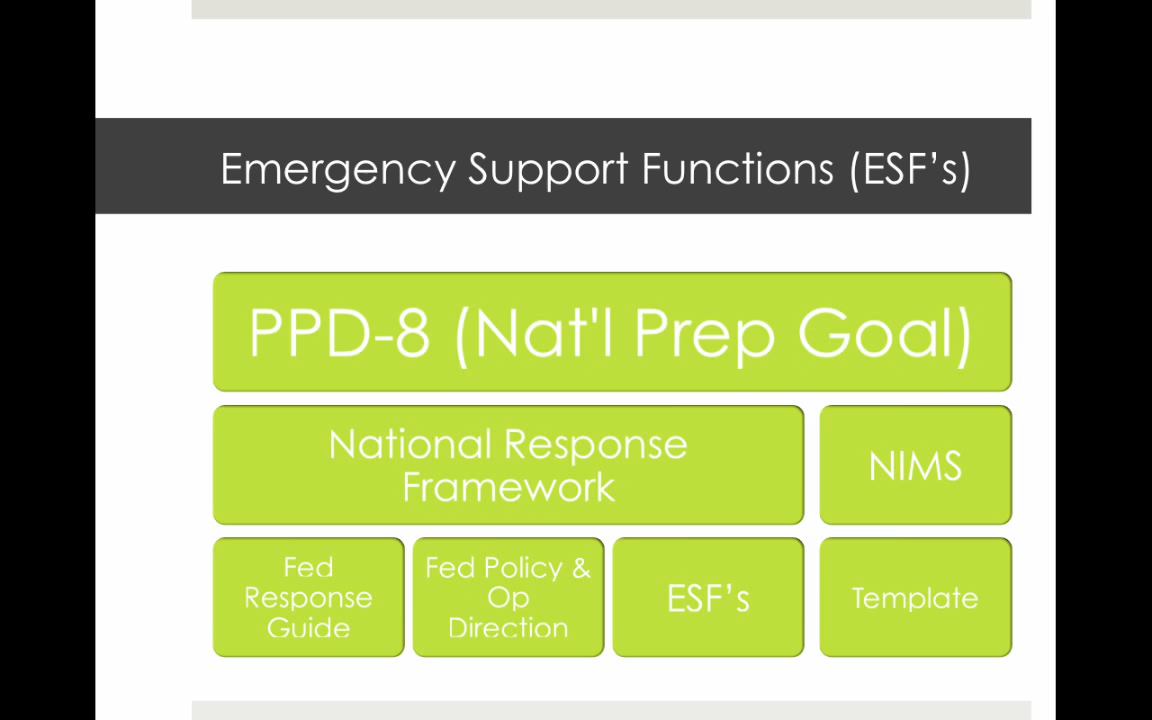 Emergency Support Functions (ESF’s)
PPD-8 (Nat'l Prep Goal)
National Response
Framework
NIMS
Fed
Response
Guide
Fed Policy &
Op
Direction
ESF’s
Template